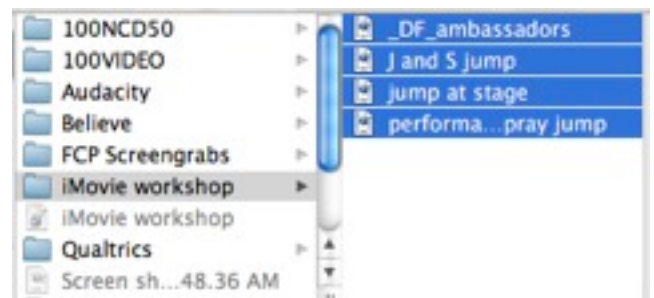 100NCD50
100VIDEO
Audacity
Believe
FCP Screengrabs
iMovie workshop
iMovie workshop
Qualtrics
Screen sh...48.36 AM
_DF_ambassadors
J and S jump
jump at stage
performa...pray jump